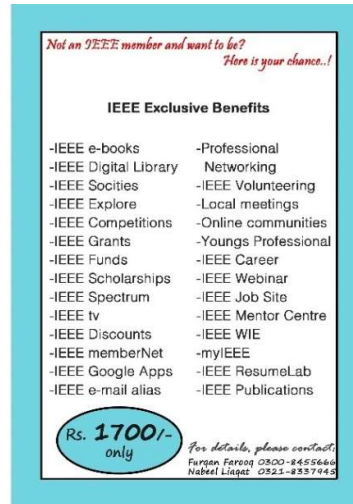 Not an IEEE member and want to be?
Here is your chance..!
IEEE Exclusive Benefits
-IEEE e-books
-IEEE Digital Library
-IEEE Socities
-IEEE Explore
-IEEE Competitions
-IEEE Grants
-IEEE Funds
-IEEE Scholarships
-IEEE Spectrum
-IEEE tv
-IEEE Discounts
-IEEE memberNet
-IEEE Google Apps
-IEEE e-mail alias
-Professional
Networking
-IEEE Volunteering
-Local meetings
-Online communities
-Youngs Professional
-IEEE Career
-IEEE Webinar
-IEEE Job Site
-IEEE Mentor Centre
-IEEE WIE
-myIEEE
-IEEE ResumeLab
-IEEE Publications
Rs. 1700/-
only
For details, please contact;
Furqan Farooq 0300-8455666
Nabeel Liaqat 0321-8337945